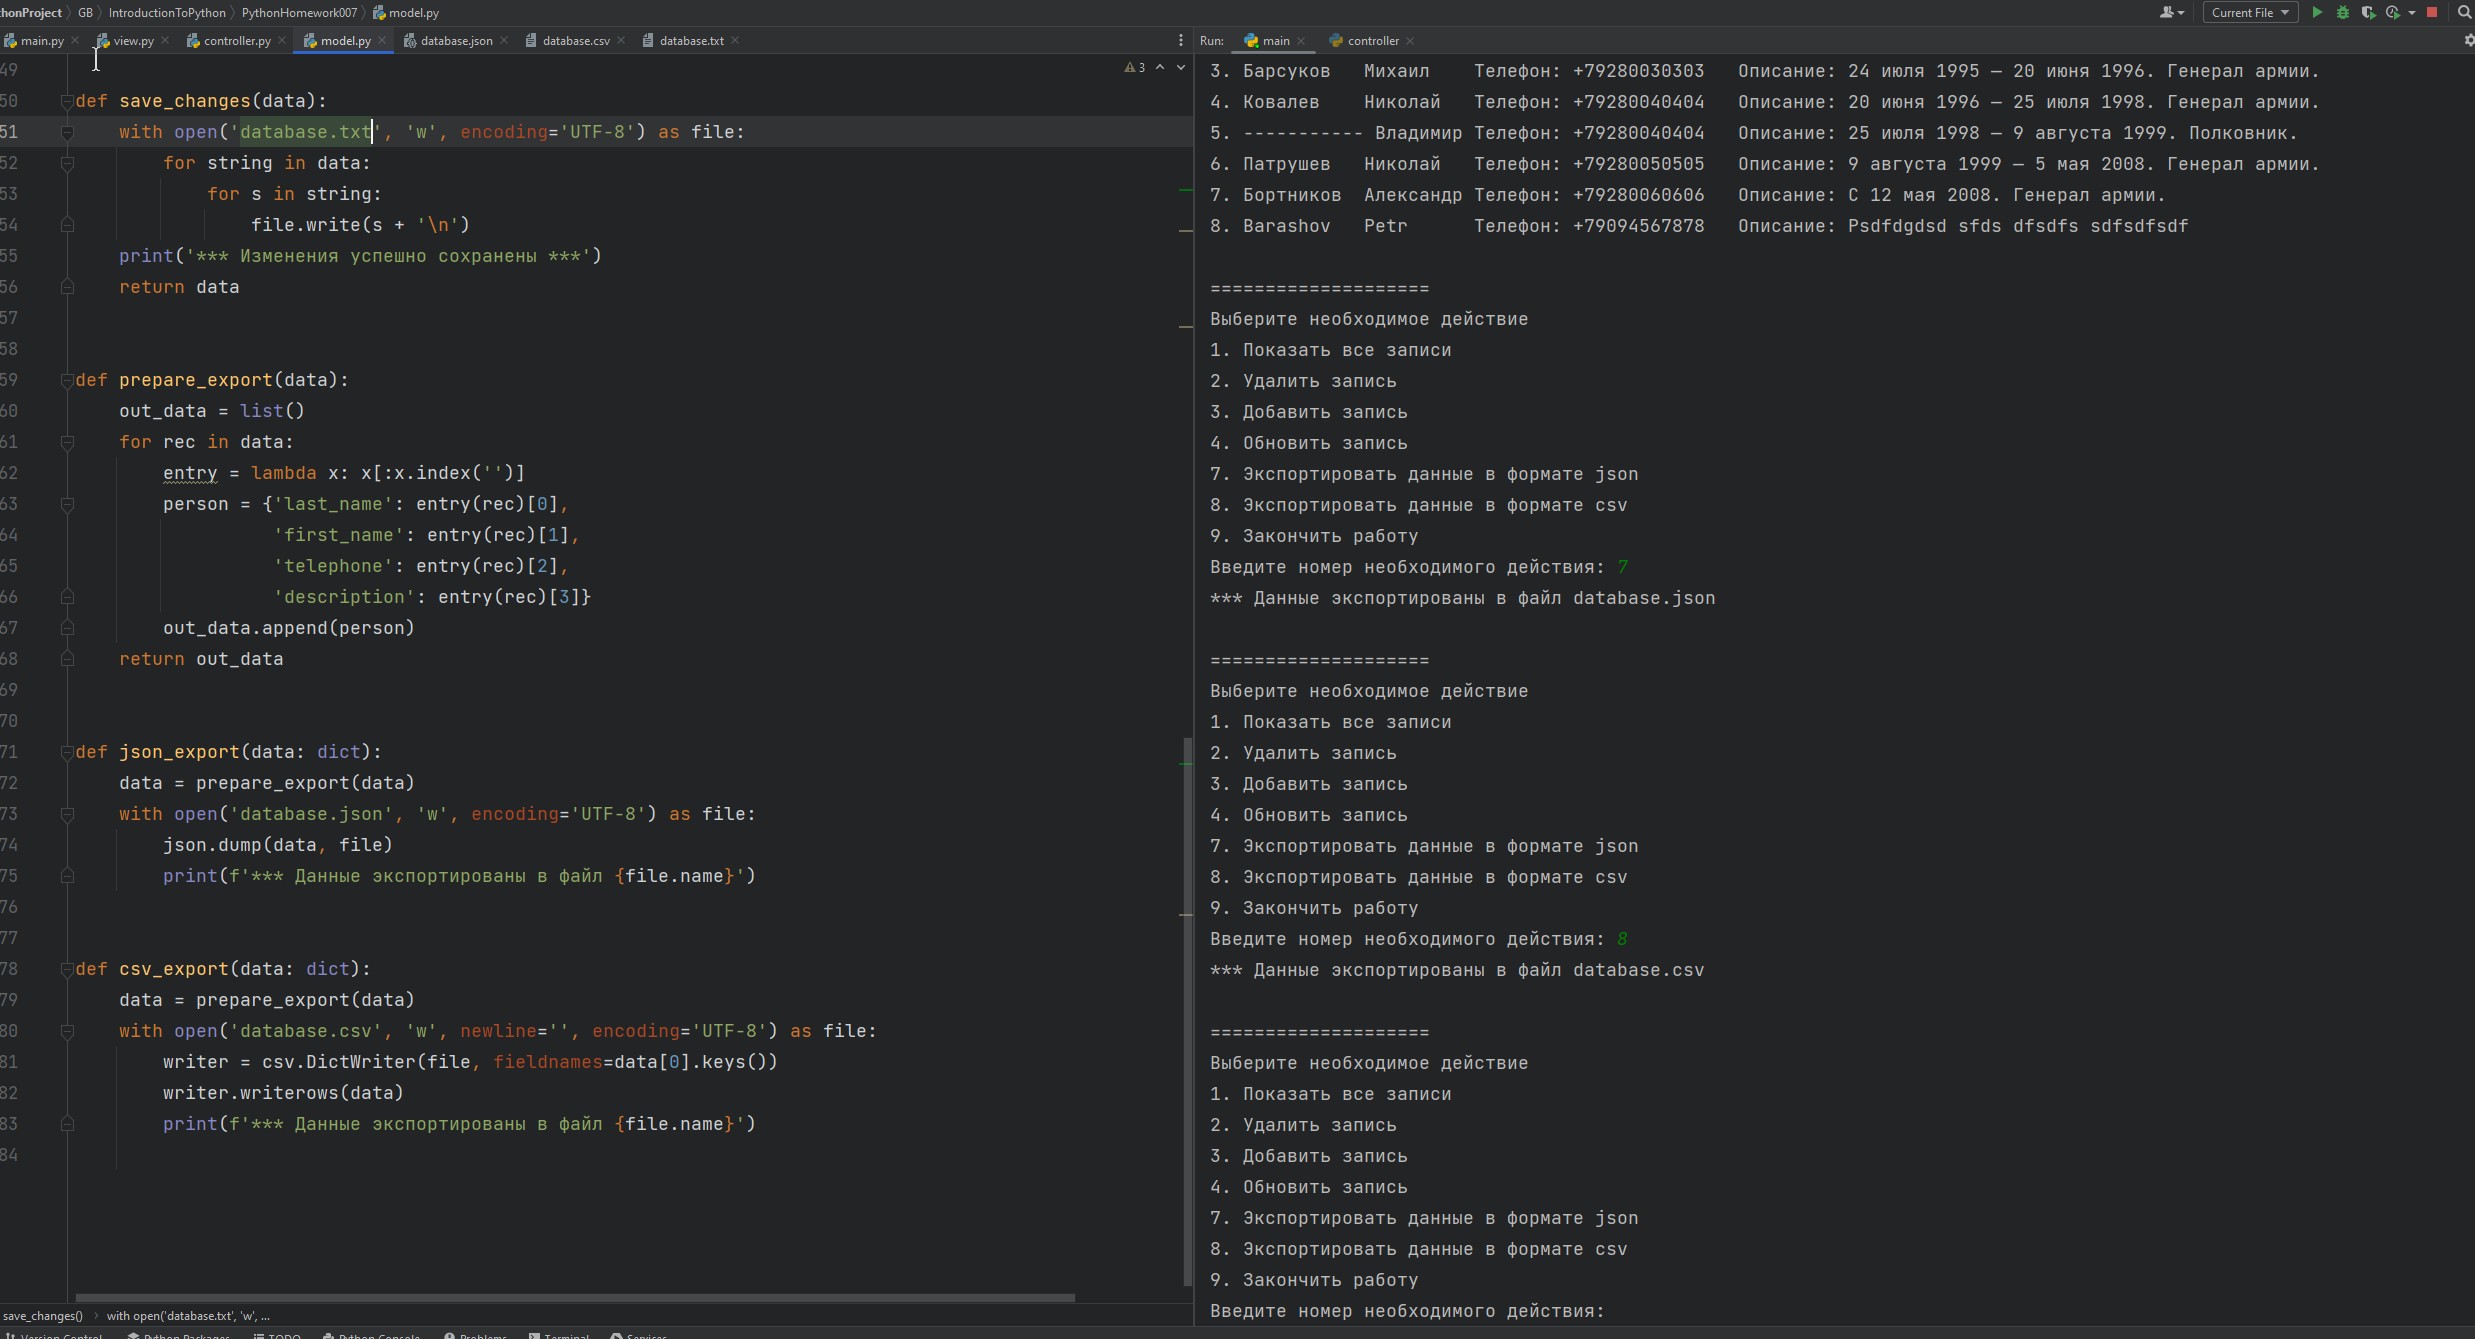 thonProject › GB › IntroductionToPython › PythonHomework007 › model.py
Current File
main.py view.py controller.py model.py database.json database.csv database.txt
Run: main controller
49
3
50 def save_changes(data):
51 with open('database.txt', 'w', encoding='UTF-8') as file:
52 for string in data:
53 for s in string:
54 file.write(s + '\n')
55 print('*** Изменения успешно сохранены ***')
56 return data
57
58
59 def prepare_export(data):
60 out_data = list()
61 for rec in data:
62 entry = lambda x: x[:x.index('')]
63 person = {'last_name': entry(rec)[0],
64 'first_name': entry(rec)[1],
65 'telephone': entry(rec)[2],
66 'description': entry(rec)[3]}
67 out_data.append(person)
68 return out_data
69
70
71 def json_export(data: dict):
72 data = prepare_export(data)
73 with open('database.json', 'w', encoding='UTF-8') as file:
74 json.dump(data, file)
75 print(f'*** Данные экспортированы в файл {file.name}')
76
77
78 def csv_export(data: dict):
79 data = prepare_export(data)
80 with open('database.csv', 'w', newline='', encoding='UTF-8') as file:
81 writer = csv.DictWriter(file, fieldnames=data[0].keys())
82 writer.writerows(data)
83 print(f'*** Данные экспортированы в файл {file.name}')
84
save_changes() › with open('database.txt', 'w', ...
Version Control Python Packages TODO Python Console Problems Terminal Services
3. Барсуков Михаил Телефон: +79280030303 Описание: 24 июля 1995 — 20 июня 1996. Генерал армии.
4. Ковалев Николай Телефон: +79280040404 Описание: 20 июня 1996 — 25 июля 1998. Генерал армии.
5. ----------- Владимир Телефон: +79280040404 Описание: 25 июля 1998 — 9 августа 1999. Полковник.
6. Патрушев Николай Телефон: +79280050505 Описание: 9 августа 1999 — 5 мая 2008. Генерал армии.
7. Бортников Александр Телефон: +79280060606 Описание: С 12 мая 2008. Генерал армии.
8. Barashov Petr Телефон: +79094567878 Описание: Psdfdgdsd sfds dfsdfs sdfsdfsdf
====================
Выберите необходимое действие
1. Показать все записи
2. Удалить запись
3. Добавить запись
4. Обновить запись
7. Экспортировать данные в формате json
8. Экспортировать данные в формате csv
9. Закончить работу
Введите номер необходимого действия: 7
*** Данные экспортированы в файл database.json
====================
Выберите необходимое действие
1. Показать все записи
2. Удалить запись
3. Добавить запись
4. Обновить запись
7. Экспортировать данные в формате json
8. Экспортировать данные в формате csv
9. Закончить работу
Введите номер необходимого действия: 8
*** Данные экспортированы в файл database.csv
====================
Выберите необходимое действие
1. Показать все записи
2. Удалить запись
3. Добавить запись
4. Обновить запись
7. Экспортировать данные в формате json
8. Экспортировать данные в формате csv
9. Закончить работу
Введите номер необходимого действия: